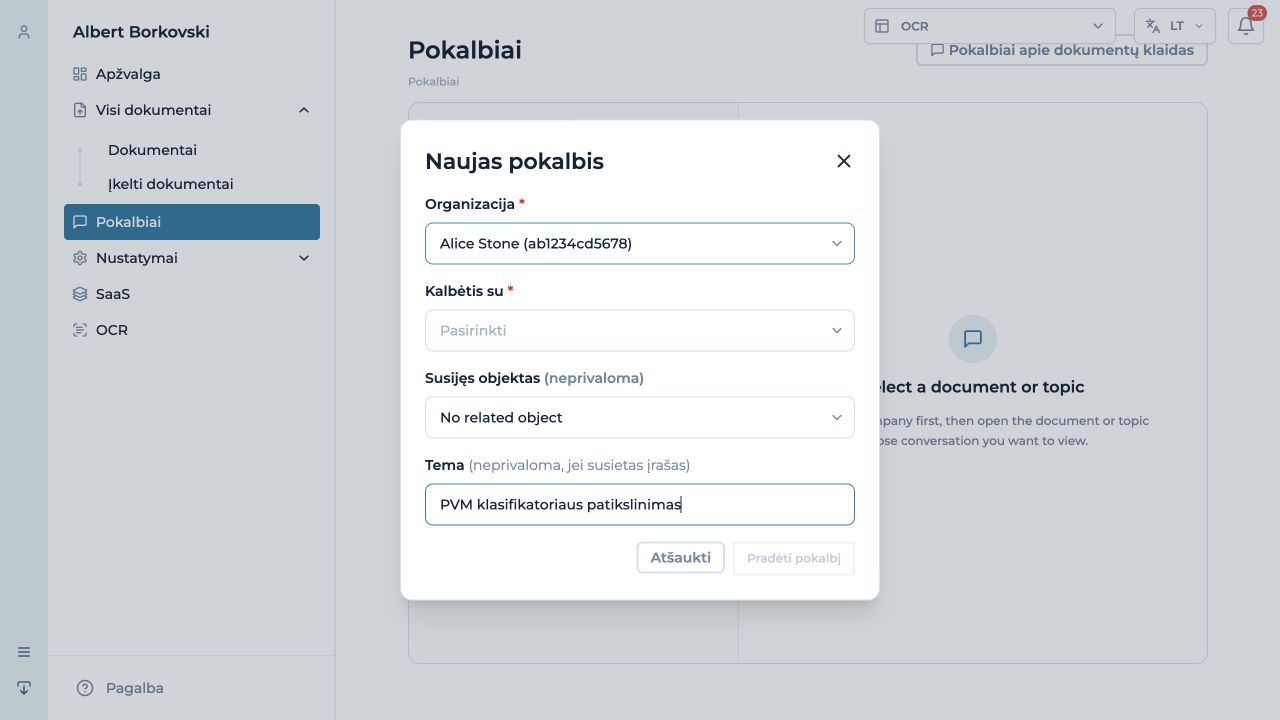 Albert Borkovski
Apžvalga
Visi dokumentai
Dokumentai
Įkelti dokumentai
Pokalbiai
Nustatymai
SaaS
OCR
Pagalba
OCR
LT
23
Pokalbiai
Pokalbiai apie dokumentų klaidas
Pokalbiai
Naujas pokalbis
Organizacija *
Alice Stone (ab1234cd5678)
Kalbėtis su *
Pasirinkti
Susijęs objektas (neprivaloma)
No related object
Tema (neprivaloma, jei susietas įrašas)
PVM klasifikatoriaus patikslinimas
Atšaukti
Pradėti pokalbį
a document or topic
first, then open the document or topic
conversation you want to view.